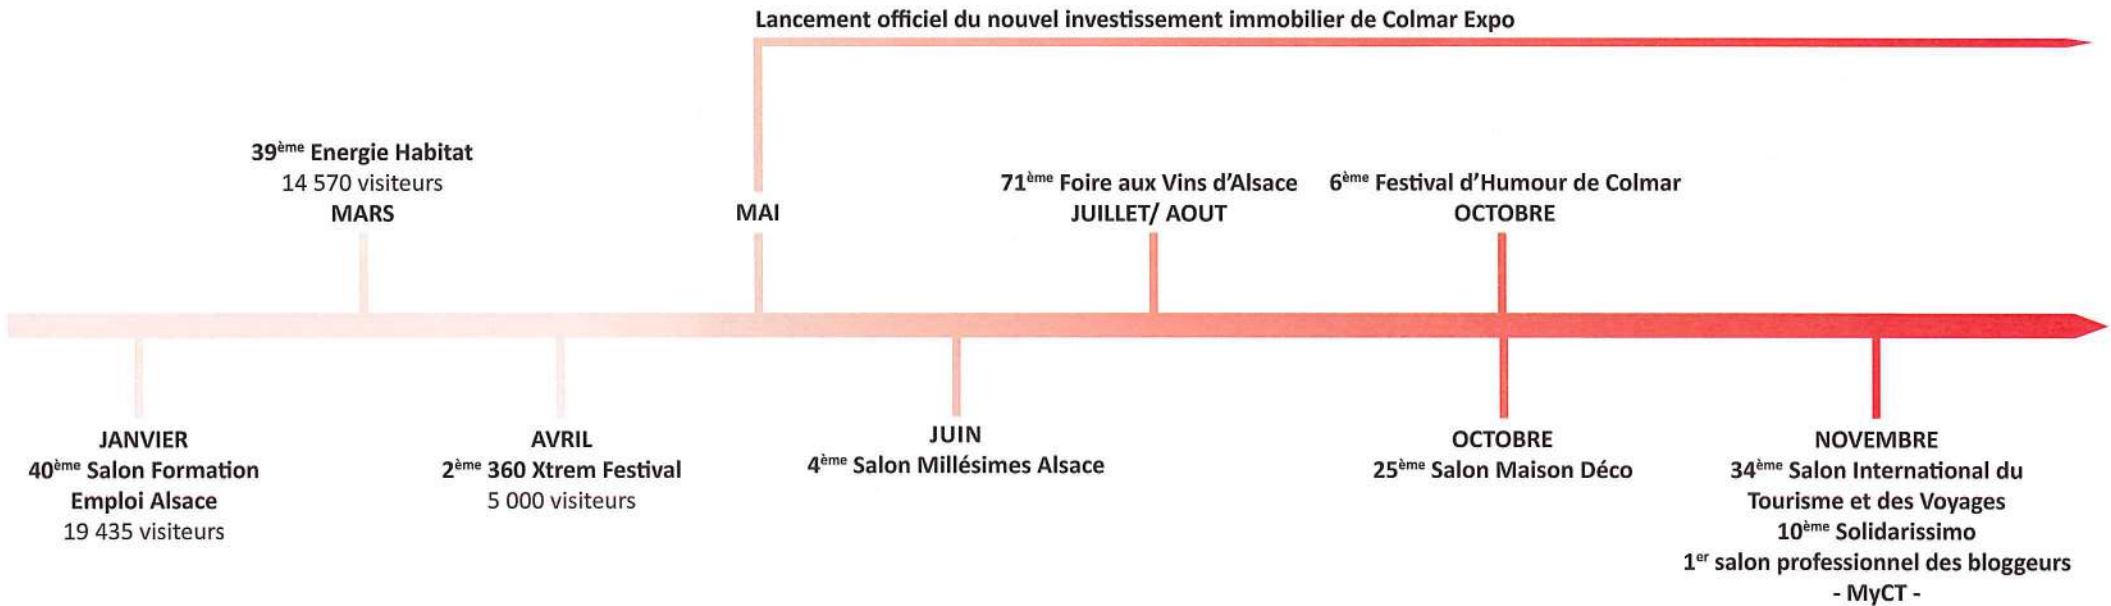 Lancement officiel du nouvel investissement immobilier de Colmar Expo
39ème Energie Habitat
14 570 visiteurs
MARS
MAI
71ème Foire aux Vins d'Alsace
JUILLET/ AOUT
6ème Festival d'Humour de Colmar
OCTOBRE
JANVIER
40ème Salon Formation
Emploi Alsace
19 435 visiteurs
AVRIL
2ème 360 Xtrem Festival
5 000 visiteurs
JUIN
4ème Salon Millésimes Alsace
OCTOBRE
25ème Salon Maison Déco
NOVEMBRE
34ème Salon International du
Tourisme et des Voyages
10ème Solidarissimo
1er salon professionnel des bloggeurs
- MyCT -